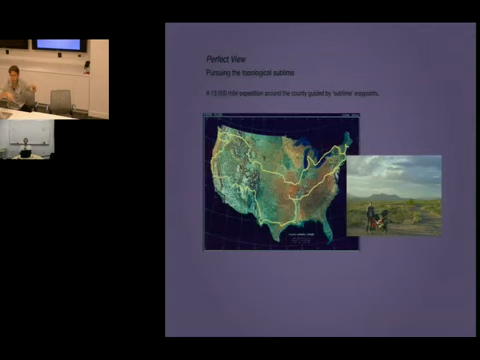 Perfect View
Pursuing the topological sublime
A 13,000 mile expedition around the county guided by 'sublime' waypoints.